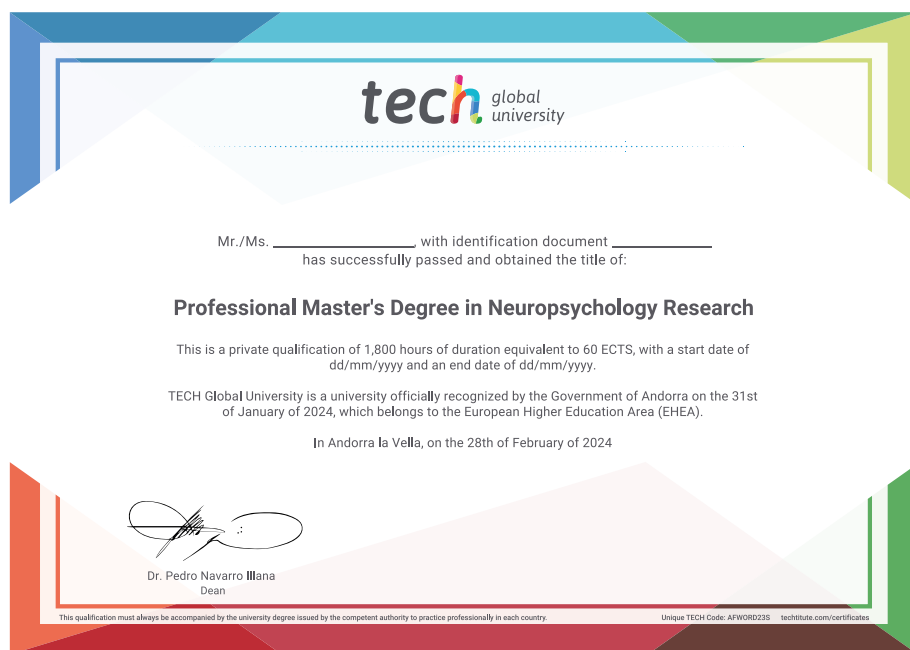 tech global university
Mr./Ms. ____________, with identification document ____________
has successfully passed and obtained the title of:
Professional Master's Degree in Neuropsychology Research
This is a private qualification of 1,800 hours of duration equivalent to 60 ECTS, with a start date of
dd/mm/yyyy and an end date of dd/mm/yyyy.
TECH Global University is a university officially recognized by the Government of Andorra on the 31st
of January of 2024, which belongs to the European Higher Education Area (EHEA).
In Andorra la Vella, on the 28th of February of 2024
Dr. Pedro Navarro Illana
Dean
This qualification must always be accompanied by the university degree issued by the competent authority to practice professionally in each country.
Unique TECH Code: AFWORD23S techtitute.com/certificates